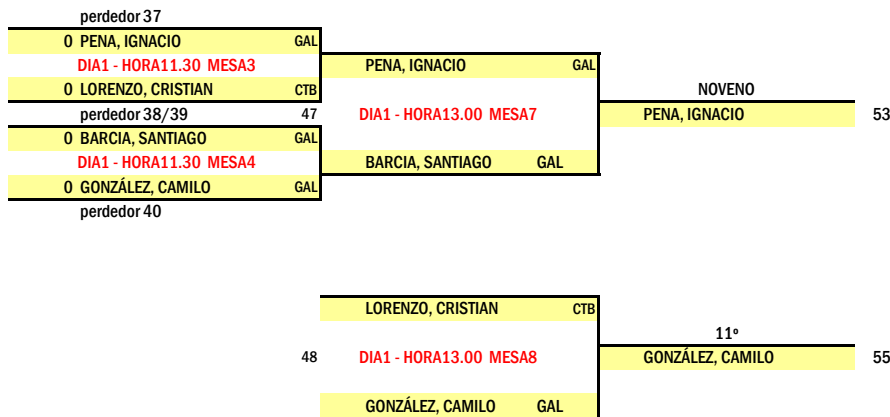 perdedor 37
0 PENA, IGNACIO GAL
DIA1 - HORA11.30 MESA3
PENA, IGNACIO GAL
0 LORENZO, CRISTIAN CTB
NOVENO
perdedor 38/39 47
DIA1 - HORA13.00 MESA7
PENA, IGNACIO 53
0 BARCIA, SANTIAGO GAL
DIA1 - HORA11.30 MESA4
BARCIA, SANTIAGO GAL
0 GONZÁLEZ, CAMILO GAL
perdedor 40
LORENZO, CRISTIAN CTB
11º
48 DIA1 - HORA13.00 MESA8
GONZÁLEZ, CAMILO 55
GONZÁLEZ, CAMILO GAL